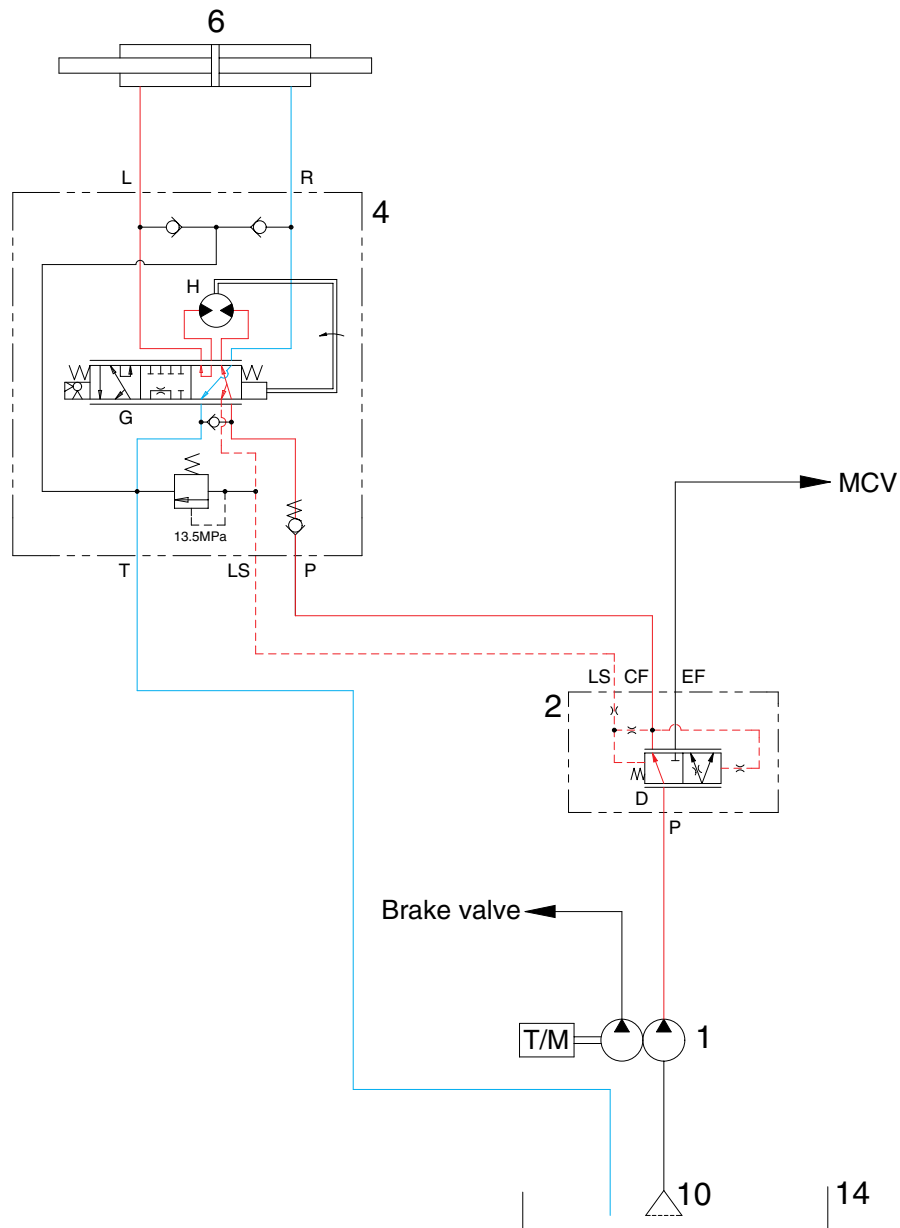 6
L R
4
H
G
13.5MPa
T LS P
MCV
LS CF EF
2
D
P
Brake valve
T/M
1
10
14